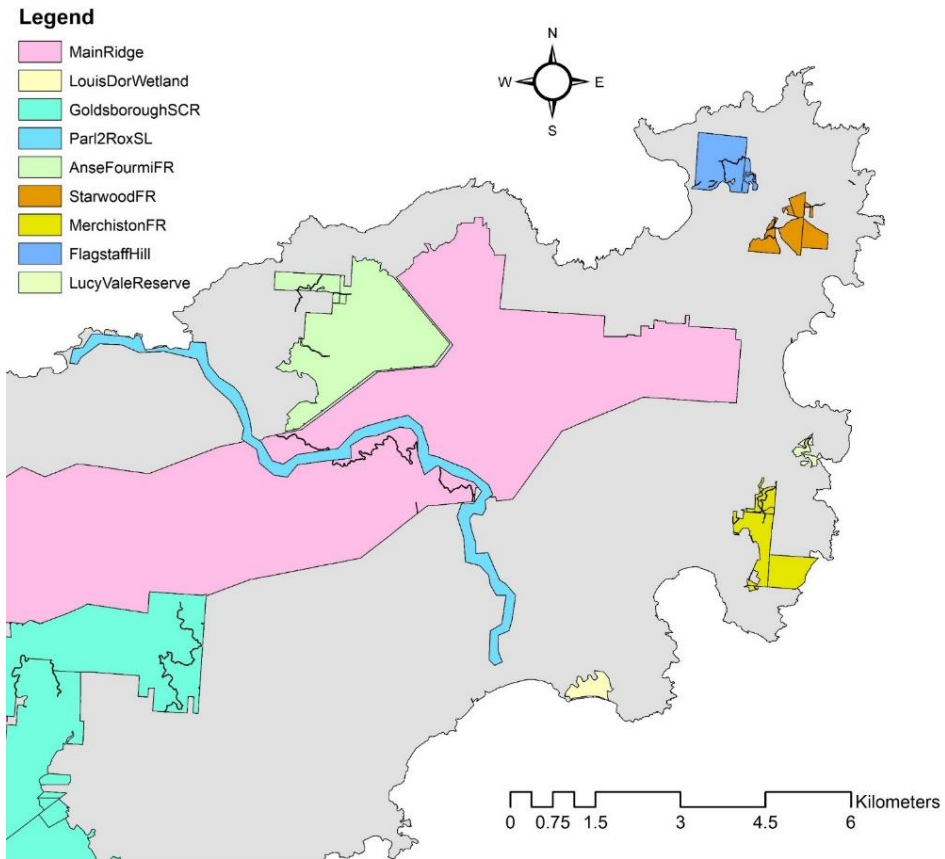 Legend
MainRidge
LouisDorWetland
GoldsboroughSCR
Parl2RoxSL
AnseFourmiFR
StarwoodFR
MerchistonFR
FlagstaffHill
LucyValeReserve
N
W E
S
Kilometers
0 0.75 1.5 3 4.5 6